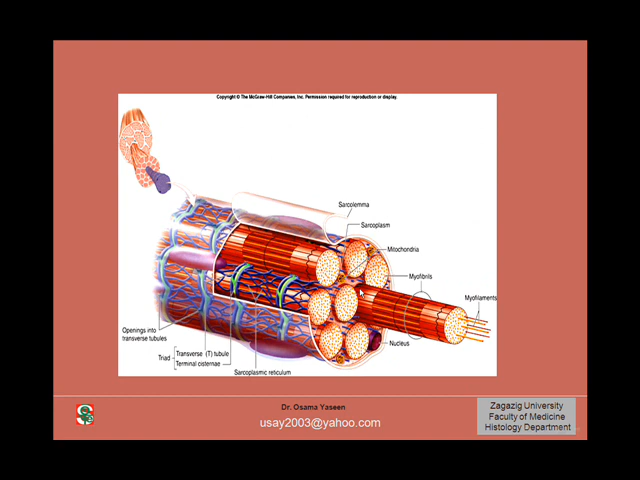 Copyright © The McGraw-Hill Companies, Inc. Permission required for reproduction or display.
Sarcolemma
Sarcoplasm
Mitochondria
Myofibrils
Myofilaments
Openings into
transverse tubules
Triad
Transverse (T) tubule
Terminal cisternae
Sarcoplasmic reticulum
Nucleus
Dr. Osama Yaseen
usay2003@yahoo.com
Zagazig University
Faculty of Medicine
Histology Department